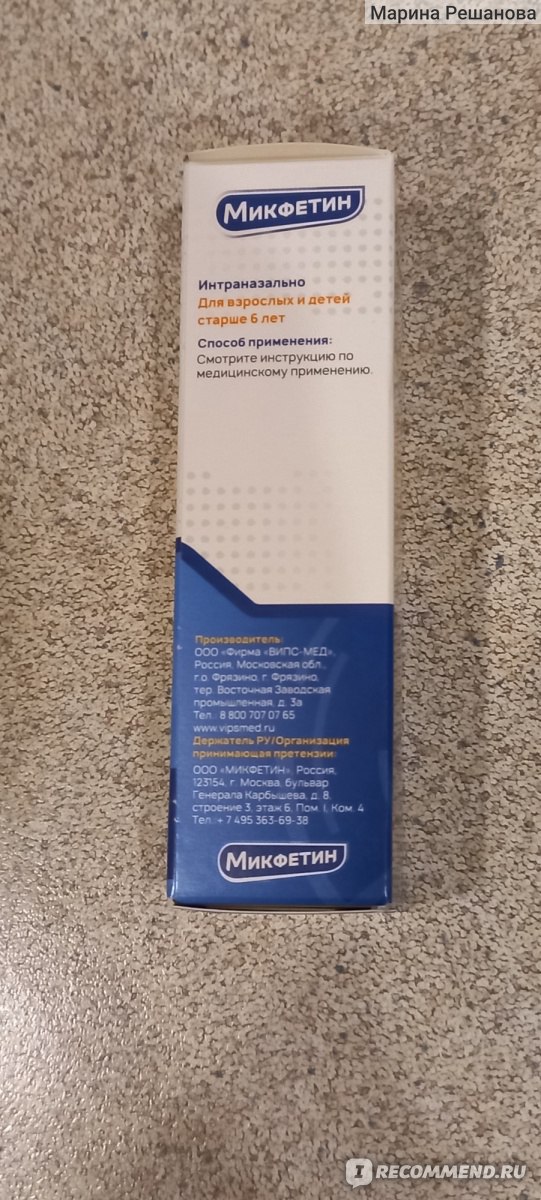 Марина Решанова
МИКФЕТИН
Интраназально
Для взрослых и детей
старше 6 лет
Способ применения:
Смотрите инструкцию по
медицинскому применению.
Производитель:
ООО «Фирма «ВИПС-МЕД»,
Россия, Московская обл.,
г.о. Фрязино, г. Фрязино,
тер. Восточная Заводская
промышленная, д. 3а
Тел.: 8 800 707 07 65
www.vipsmed.ru
Держатель РУ/Организация
принимающая претензии:
ООО «МИКФЕТИН», Россия,
123154, г. Москва, бульвар
Генерала Карбышева, д. 8,
строение 3, этаж 6, Пом. I, Ком. 4
Тел.: + 7 495 363-69-38
МИКФЕТИН
I RECOMMEND.RU